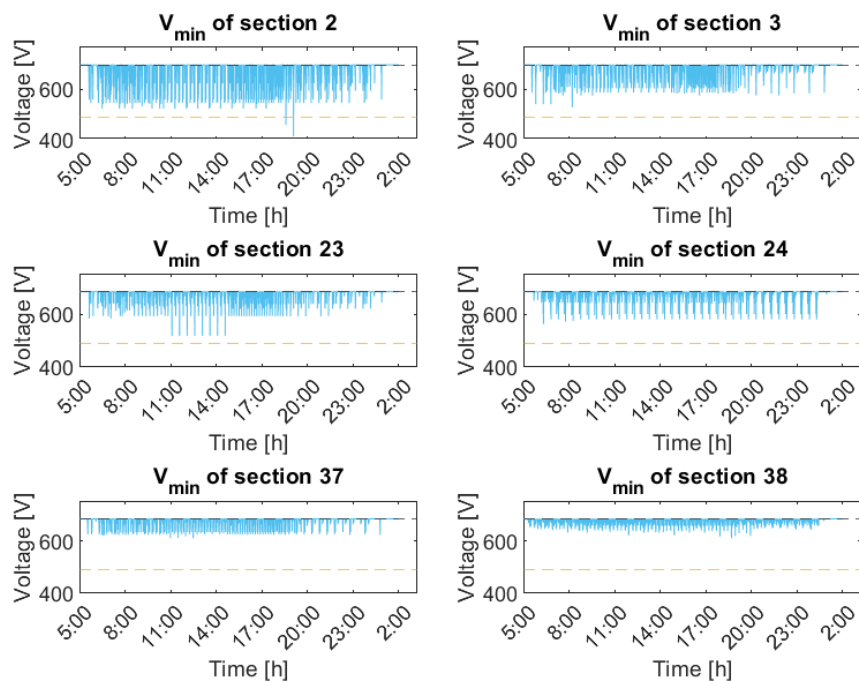 V_min of section 2
Voltage [V]
600
400
5:00 8:00 11:00 14:00 17:00 20:00 23:00 2:00
Time [h]
V_min of section 3
Voltage [V]
600
400
5:00 8:00 11:00 14:00 17:00 20:00 23:00 2:00
Time [h]
V_min of section 23
Voltage [V]
600
400
5:00 8:00 11:00 14:00 17:00 20:00 23:00 2:00
Time [h]
V_min of section 24
Voltage [V]
600
400
5:00 8:00 11:00 14:00 17:00 20:00 23:00 2:00
Time [h]
V_min of section 37
Voltage [V]
600
400
5:00 8:00 11:00 14:00 17:00 20:00 23:00 2:00
Time [h]
V_min of section 38
Voltage [V]
600
400
5:00 8:00 11:00 14:00 17:00 20:00 23:00 2:00
Time [h]